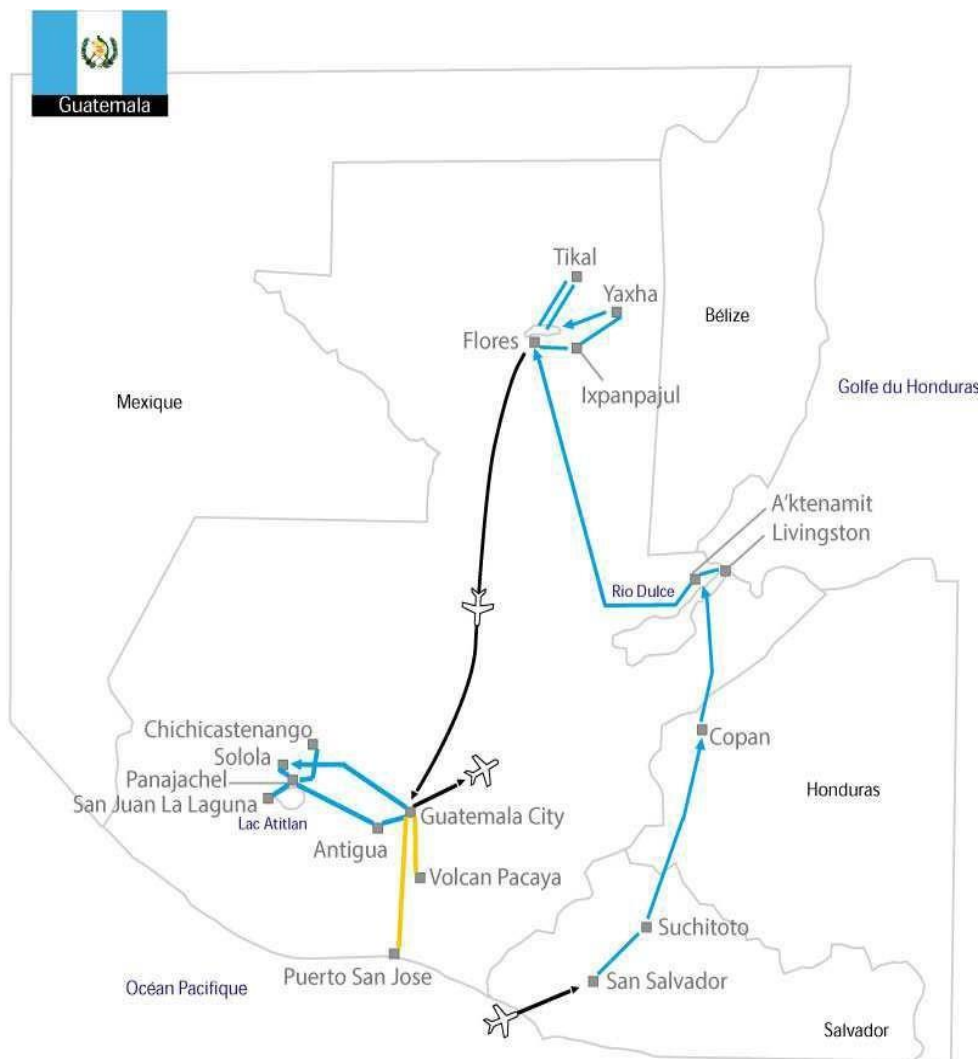 Guatemala
Tikal
Yaxha
Bélize
Flores
Ixpanpajul
Golfe du Honduras
Mexique
A'ktenamit
Livingston
Rio Dulce
Chichicastenango
Solola
Copan
Panajachel
San Juan La Laguna
Honduras
Lac Atitlan
Guatemala City
Antigua
Volcan Pacaya
Suchitoto
Puerto San Jose
San Salvador
Océan Pacifique
Salvador